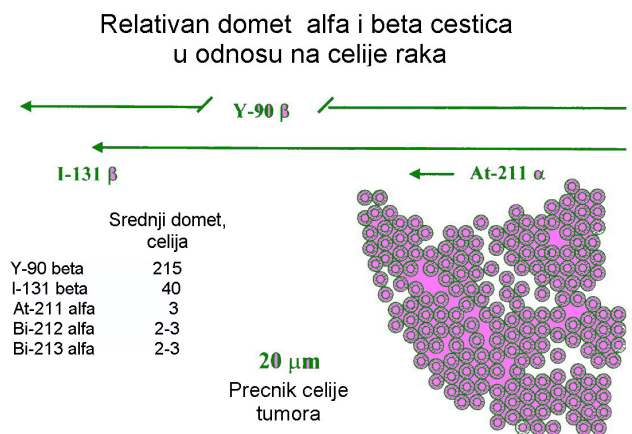 Relativan domet alfa i beta cestica
u odnosu na celije raka
Y-90 β
I-131 β
At-211 α
Srednji domet,
celija
Y-90 beta 215
I-131 beta 40
At-211 alfa 3
Bi-212 alfa 2-3
Bi-213 alfa 2-3
20 μm
Precnik celije
tumora